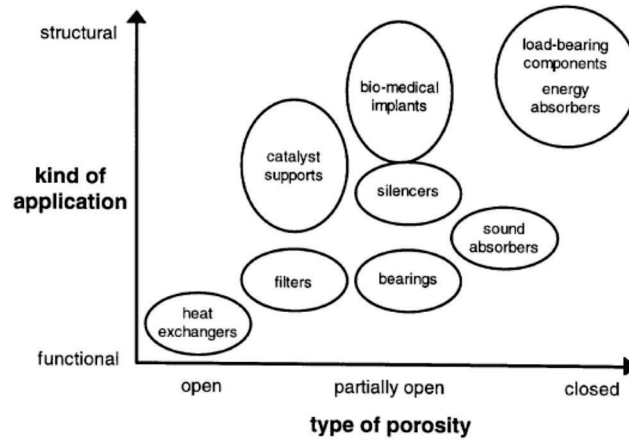 structural
load-bearing
components
energy
absorbers
bio-medical
implants
catalyst
supports
kind of
application
silencers
sound
absorbers
filters
bearings
heat
exchangers
functional
open
partially open
closed
type of porosity